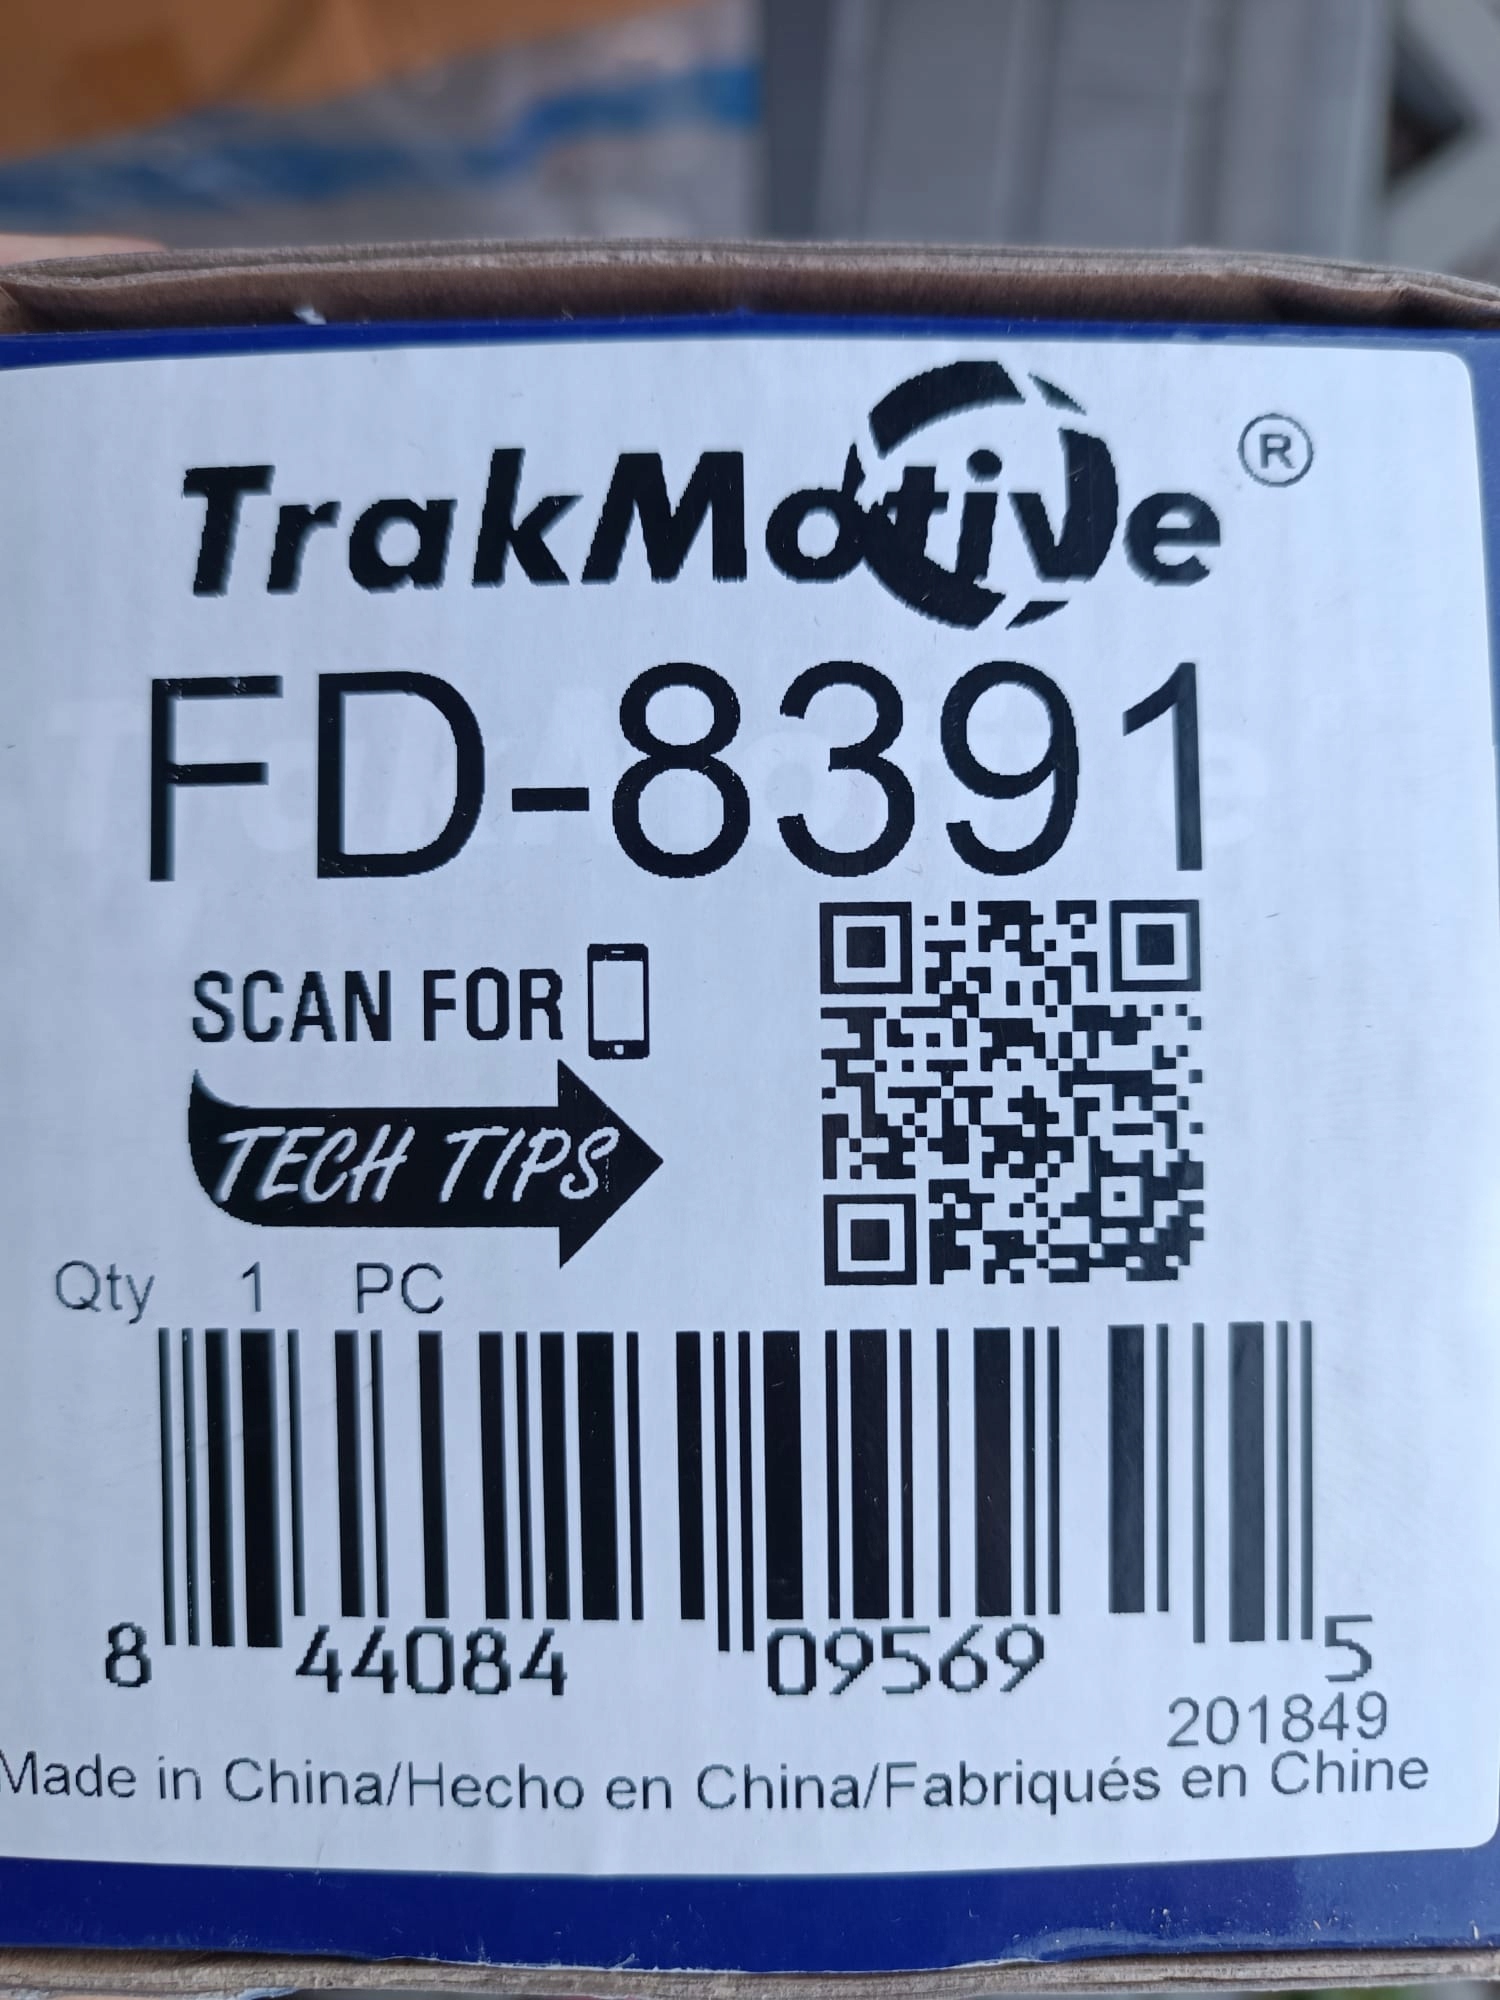 TrakMotive®
FD-8391
SCAN FOR
TECH TIPS
Qty 1 PC
8 44084 09569 5
201849
Made in China/Hecho en China/Fabriqués en Chine